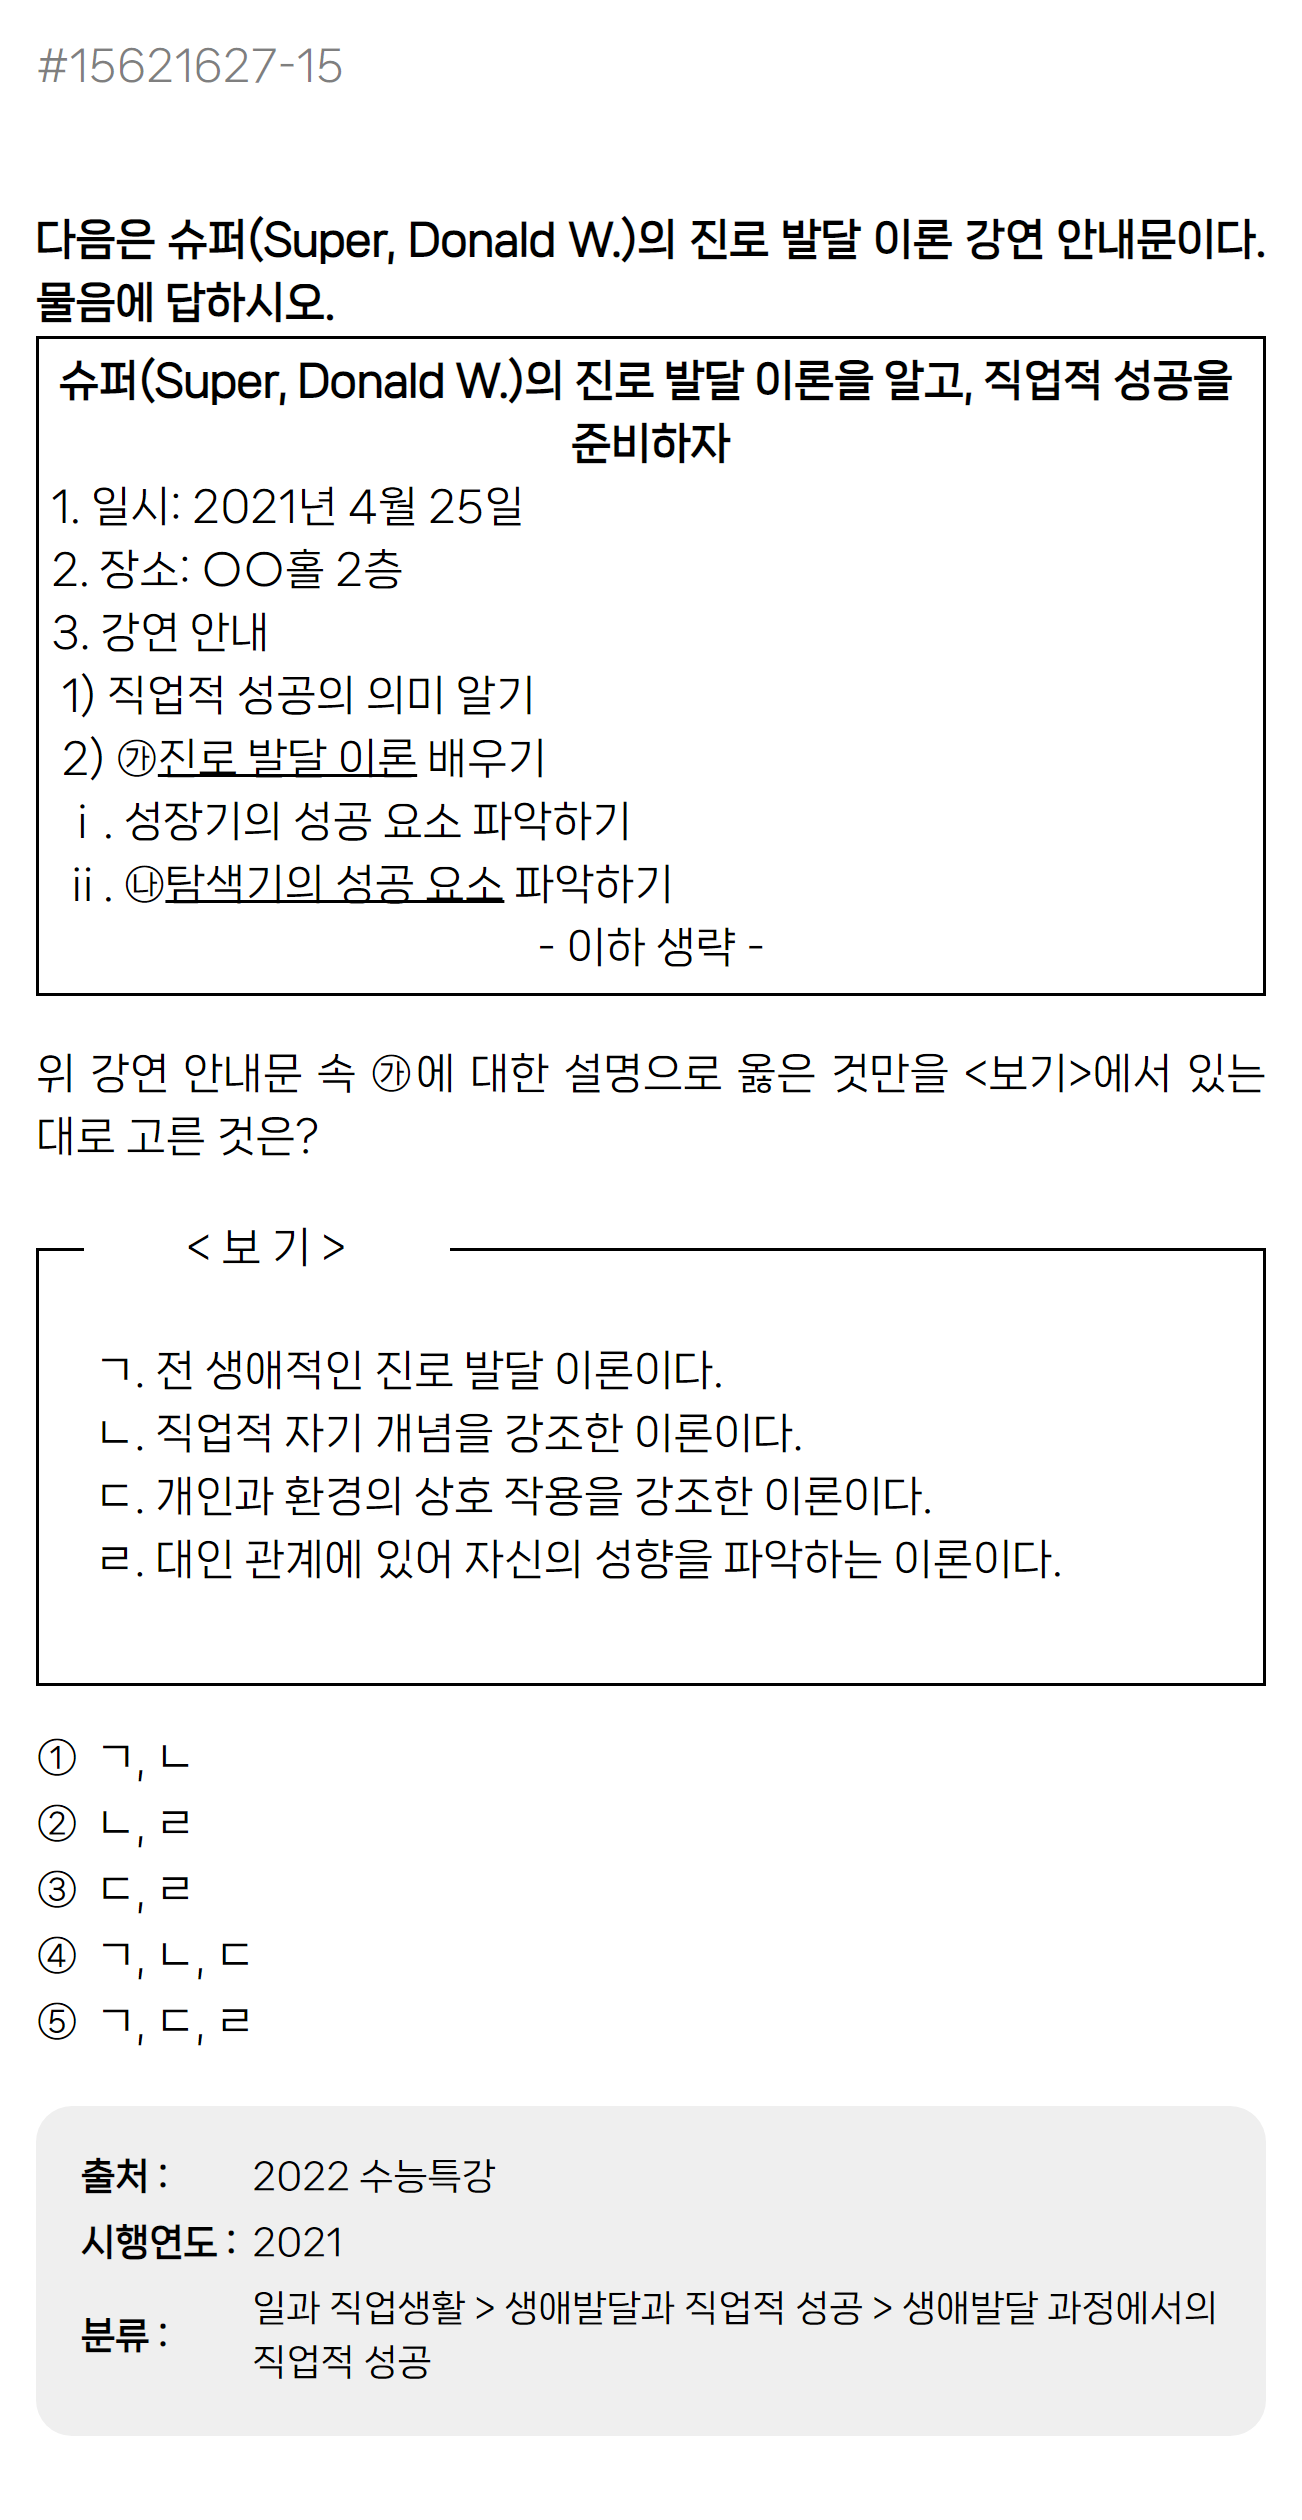 #15621627-15
다음은 슈퍼(Super, Donald W.)의 진로 발달 이론 강연 안내문이다.
물음에 답하시오.
슈퍼(Super, Donald W.)의 진로 발달 이론을 알고, 직업적 성공을
준비하자
1. 일시: 2021년 4월 25일
2. 장소: ○○홀 2층
3. 강연 안내
1) 직업적 성공의 의미 알기
2) ㉮진로 발달 이론 배우기
ⅰ. 성장기의 성공 요소 파악하기
ⅱ. ㉯탐색기의 성공 요소 파악하기
- 이하 생략 -
위 강연 안내문 속 ㉮에 대한 설명으로 옳은 것만을 <보기>에서 있는
대로 고른 것은?
< 보 기 >
ㄱ. 전 생애적인 진로 발달 이론이다.
ㄴ. 직업적 자기 개념을 강조한 이론이다.
ㄷ. 개인과 환경의 상호 작용을 강조한 이론이다.
ㄹ. 대인 관계에 있어 자신의 성향을 파악하는 이론이다.
① ㄱ, ㄴ
② ㄴ, ㄹ
③ ㄷ, ㄹ
④ ㄱ, ㄴ, ㄷ
⑤ ㄱ, ㄷ, ㄹ
출처 : 2022 수능특강
시행연도 : 2021
분류 : 일과 직업생활 > 생애발달과 직업적 성공 > 생애발달 과정에서의
직업적 성공